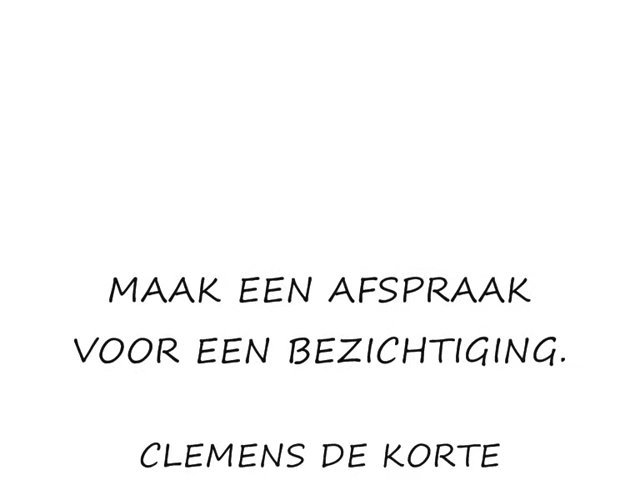 MAAK EEN AFSPRAAK
VOOR EEN BEZICHTIGING.
CLEMENS DE KORTE